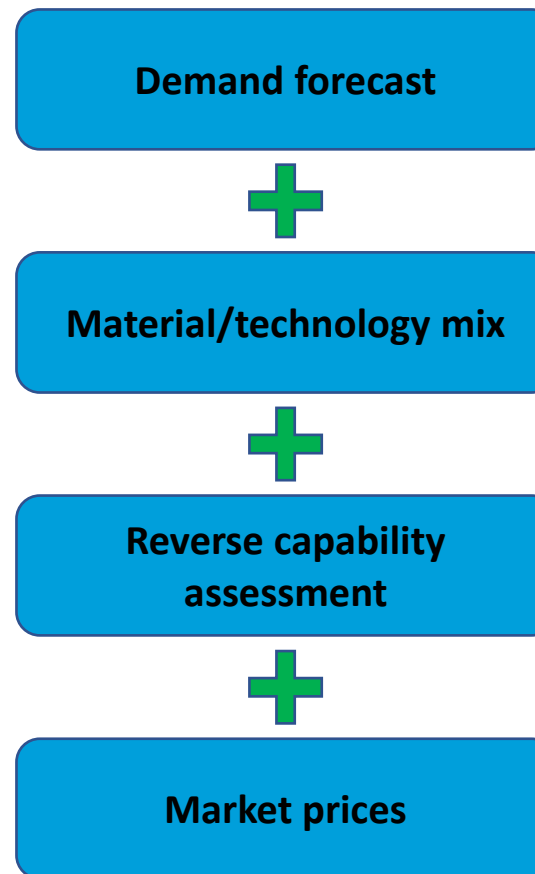 Demand forecast
Material/technology mix
Reverse capability
assessment
Market prices